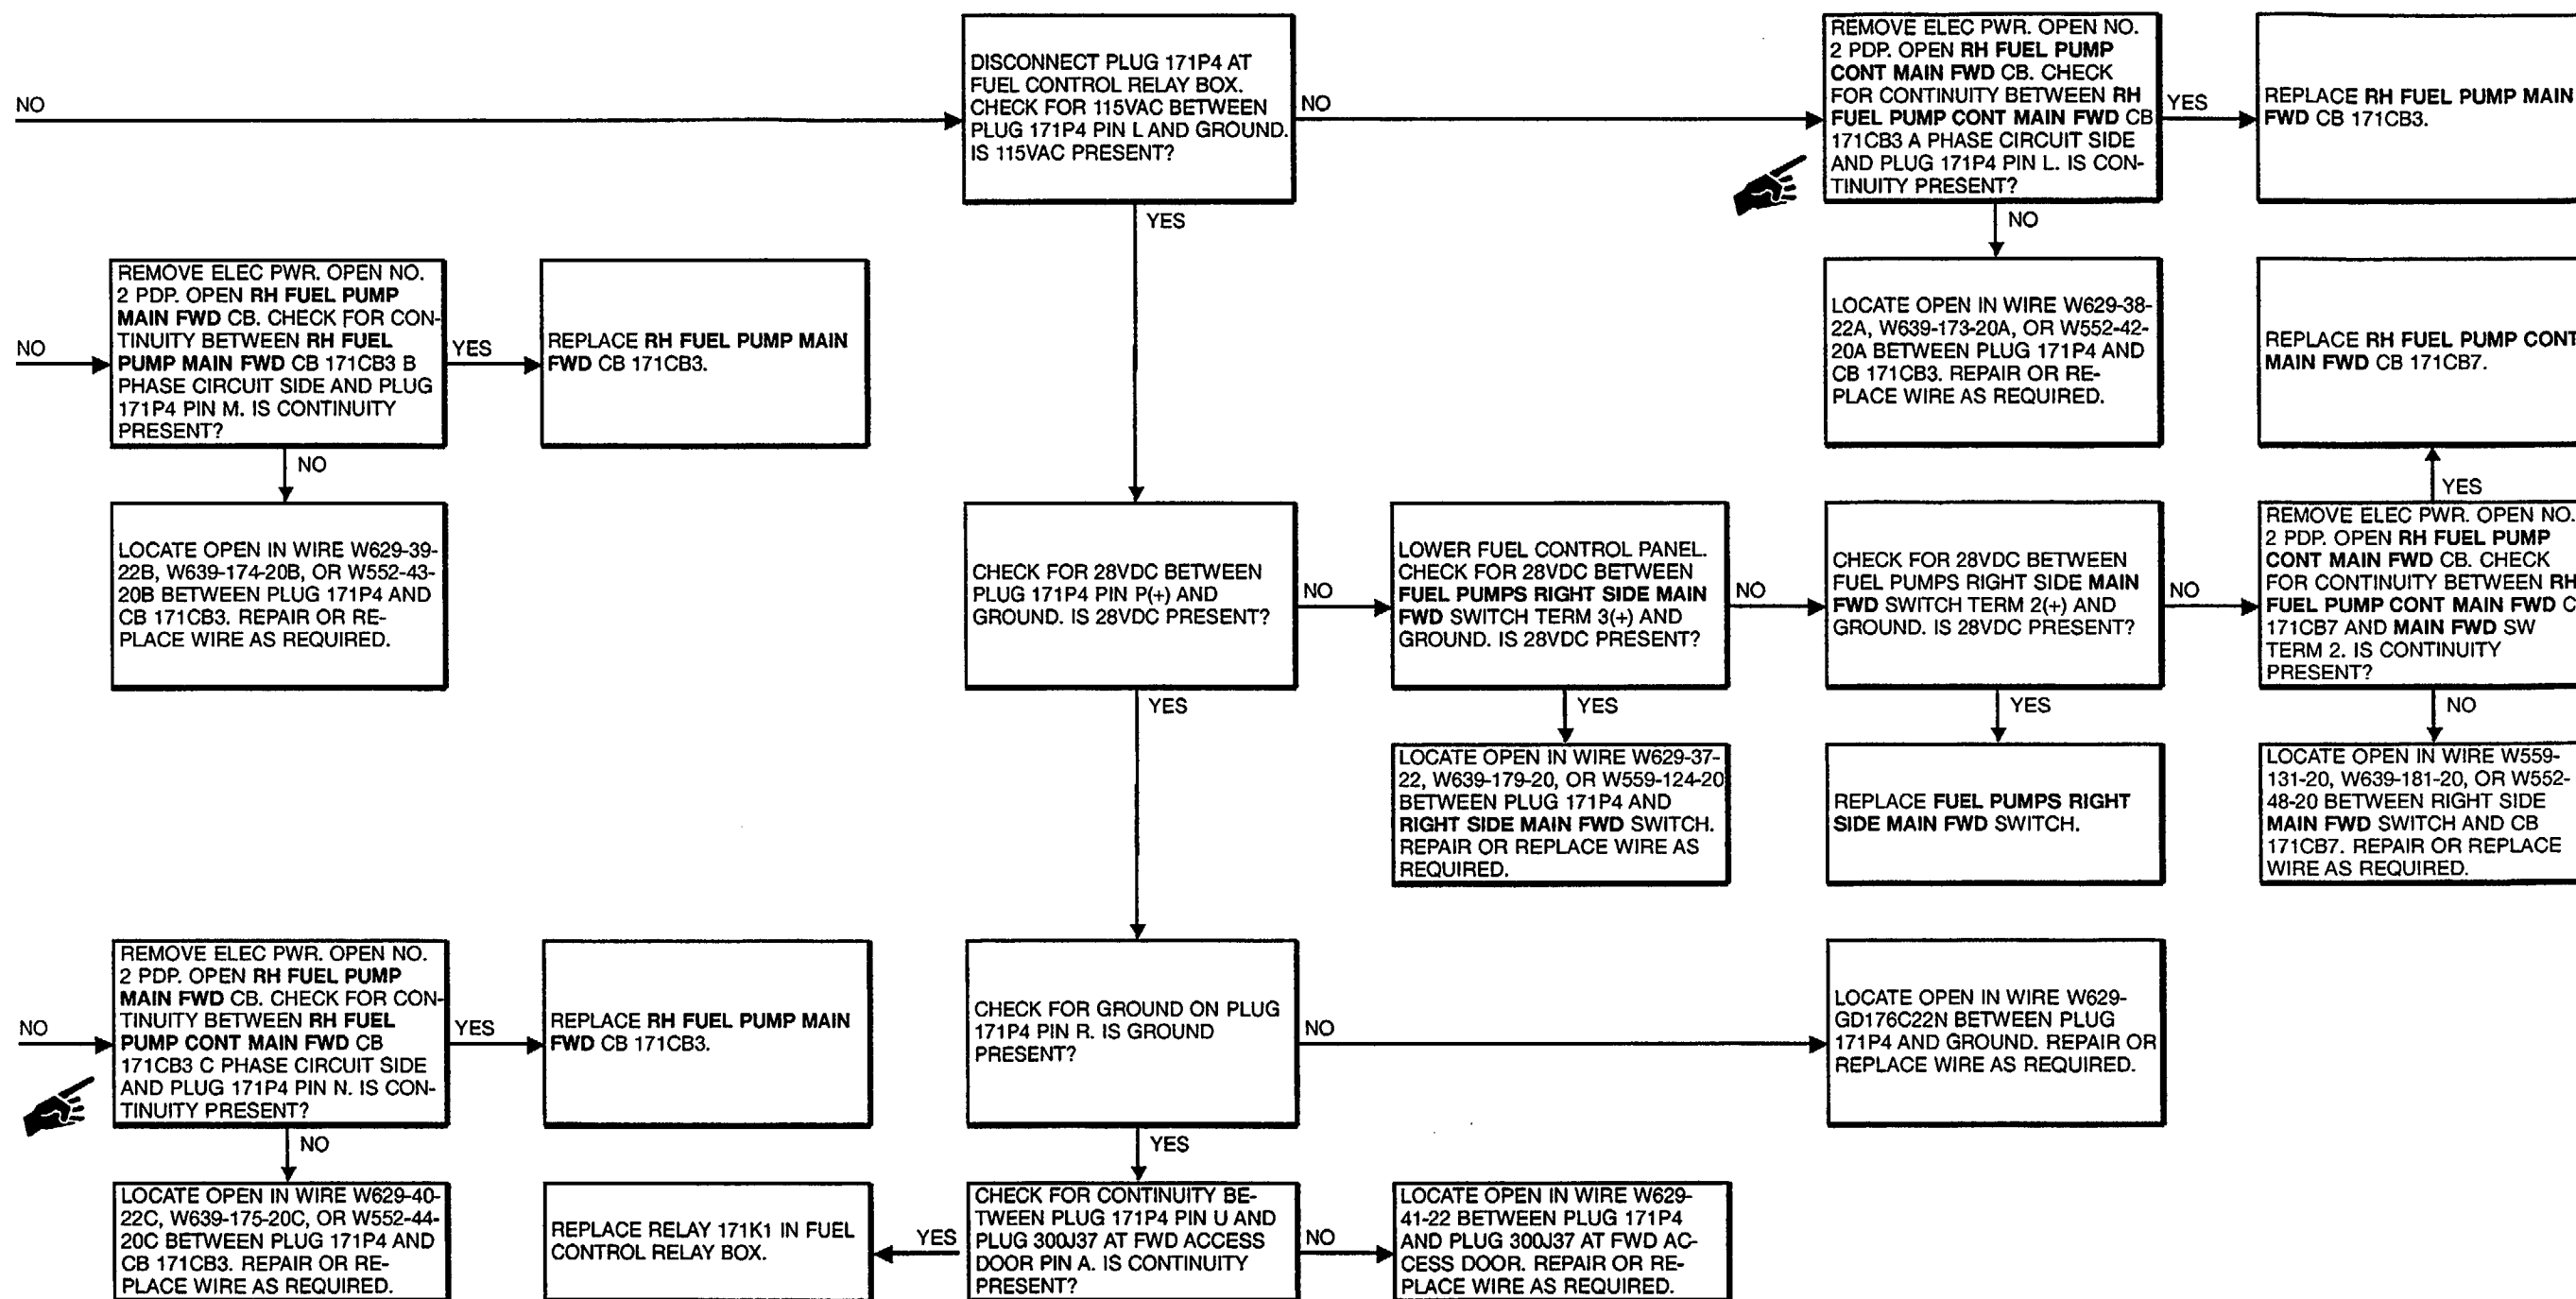 NO
DISCONNECT PLUG 171P4 AT
FUEL CONTROL RELAY BOX.
CHECK FOR 115VAC BETWEEN
PLUG 171P4 PIN L AND GROUND.
IS 115VAC PRESENT?
NO
YES
REMOVE ELEC PWR. OPEN NO.
2 PDP. OPEN RH FUEL PUMP
CONT MAIN FWD CB. CHECK
FOR CONTINUITY BETWEEN RH
FUEL PUMP CONT MAIN FWD CB
171CB3 A PHASE CIRCUIT SIDE
AND PLUG 171P4 PIN L. IS CON-
TINUITY PRESENT?
YES
NO
REPLACE RH FUEL PUMP MAIN
FWD CB 171CB3.
NO
REMOVE ELEC PWR. OPEN NO.
2 PDP. OPEN RH FUEL PUMP
MAIN FWD CB. CHECK FOR CON-
TINUITY BETWEEN RH FUEL
PUMP MAIN FWD CB 171CB3 B
PHASE CIRCUIT SIDE AND PLUG
171P4 PIN M. IS CONTINUITY
PRESENT?
YES
NO
REPLACE RH FUEL PUMP MAIN
FWD CB 171CB3.
LOCATE OPEN IN WIRE W629-38-
22A, W639-173-20A, OR W552-42-
20A BETWEEN PLUG 171P4 AND
CB 171CB3. REPAIR OR RE-
PLACE WIRE AS REQUIRED.
REPLACE RH FUEL PUMP CONT
MAIN FWD CB 171CB7.
YES
LOCATE OPEN IN WIRE W629-39-
22B, W639-174-20B, OR W552-43-
20B BETWEEN PLUG 171P4 AND
CB 171CB3. REPAIR OR RE-
PLACE WIRE AS REQUIRED.
CHECK FOR 28VDC BETWEEN
PLUG 171P4 PIN P(+) AND
GROUND. IS 28VDC PRESENT?
NO
YES
LOWER FUEL CONTROL PANEL.
CHECK FOR 28VDC BETWEEN
FUEL PUMPS RIGHT SIDE MAIN
FWD SWITCH TERM 3(+) AND
GROUND. IS 28VDC PRESENT?
NO
YES
CHECK FOR 28VDC BETWEEN
FUEL PUMPS RIGHT SIDE MAIN
FWD SWITCH TERM 2(+) AND
GROUND. IS 28VDC PRESENT?
NO
YES
REMOVE ELEC PWR. OPEN NO.
2 PDP. OPEN RH FUEL PUMP
CONT MAIN FWD CB. CHECK
FOR CONTINUITY BETWEEN RH
FUEL PUMP CONT MAIN FWD C
171CB7 AND MAIN FWD SW
TERM 2. IS CONTINUITY
PRESENT?
NO
LOCATE OPEN IN WIRE W629-37-
22, W639-179-20, OR W559-124-20
BETWEEN PLUG 171P4 AND
RIGHT SIDE MAIN FWD SWITCH.
REPAIR OR REPLACE WIRE AS
REQUIRED.
REPLACE FUEL PUMPS RIGHT
SIDE MAIN FWD SWITCH.
LOCATE OPEN IN WIRE W559-
131-20, W639-181-20, OR W552-
48-20 BETWEEN RIGHT SIDE
MAIN FWD SWITCH AND CB
171CB7. REPAIR OR REPLACE
WIRE AS REQUIRED.
NO
REMOVE ELEC PWR. OPEN NO.
2 PDP. OPEN RH FUEL PUMP
MAIN FWD CB. CHECK FOR CON-
TINUITY BETWEEN RH FUEL
PUMP CONT MAIN FWD CB
171CB3 C PHASE CIRCUIT SIDE
AND PLUG 171P4 PIN N. IS CON-
TINUITY PRESENT?
YES
NO
REPLACE RH FUEL PUMP MAIN
FWD CB 171CB3.
CHECK FOR GROUND ON PLUG
171P4 PIN R. IS GROUND
PRESENT?
NO
YES
LOCATE OPEN IN WIRE W629-
GD176C22N BETWEEN PLUG
171P4 AND GROUND. REPAIR OR
REPLACE WIRE AS REQUIRED.
LOCATE OPEN IN WIRE W629-40-
22C, W639-175-20C, OR W552-44-
20C BETWEEN PLUG 171P4 AND
CB 171CB3. REPAIR OR RE-
PLACE WIRE AS REQUIRED.
REPLACE RELAY 171K1 IN FUEL
CONTROL RELAY BOX.
YES
CHECK FOR CONTINUITY BE-
TWEEN PLUG 171P4 PIN U AND
PLUG 300J37 AT FWD ACCESS
DOOR PIN A. IS CONTINUITY
PRESENT?
NO
LOCATE OPEN IN WIRE W629-
41-22 BETWEEN PLUG 171P4
AND PLUG 300J37 AT FWD AC-
CESS DOOR. REPAIR OR RE-
PLACE WIRE AS REQUIRED.